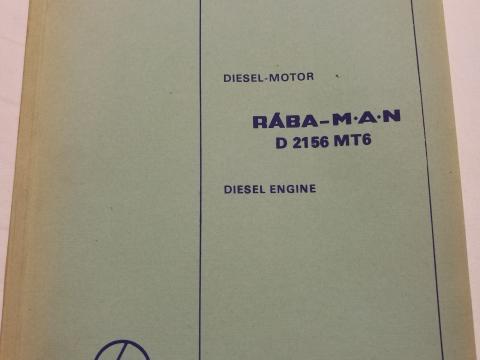 DIESEL-MOTOR
RÁBA-M·A·N
D 2156 MT6
DIESEL ENGINE